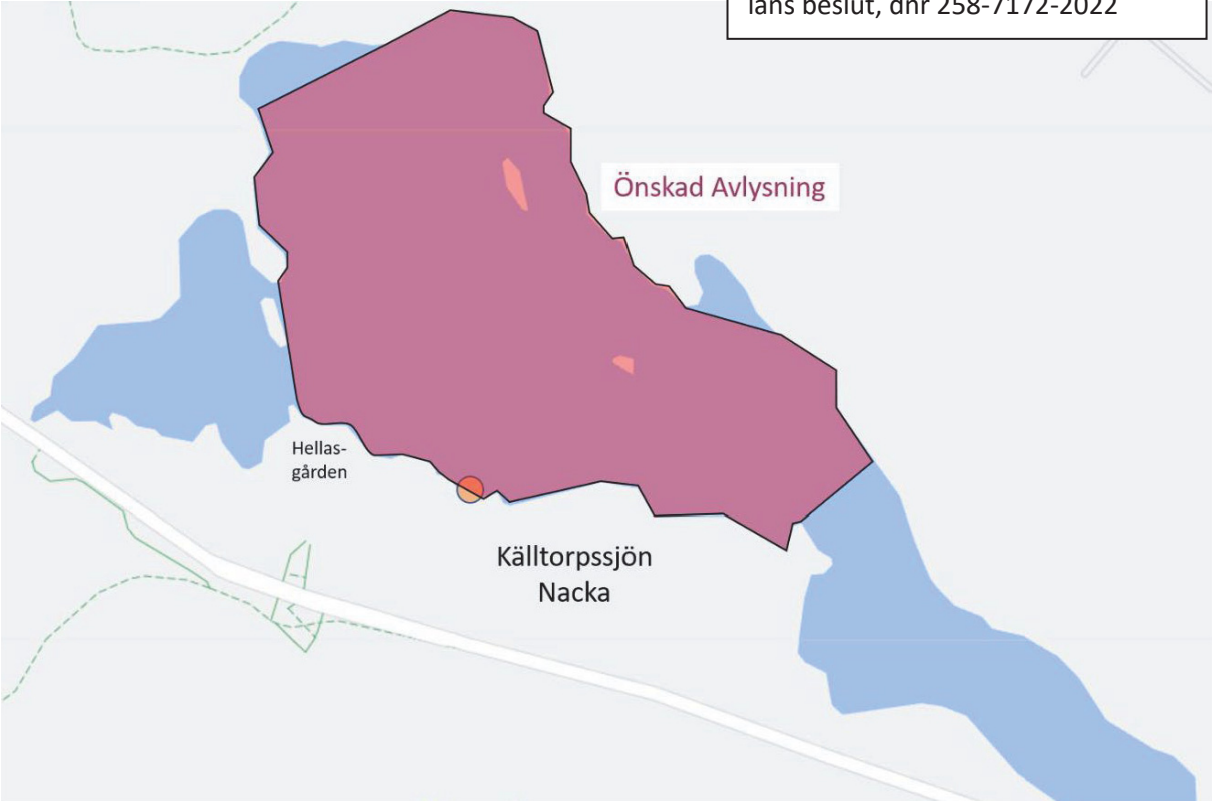 läns beslut, dnr 258-7172-2022
Önskad Avlysning
Hellas-
gården
Källtorpssjön
Nacka